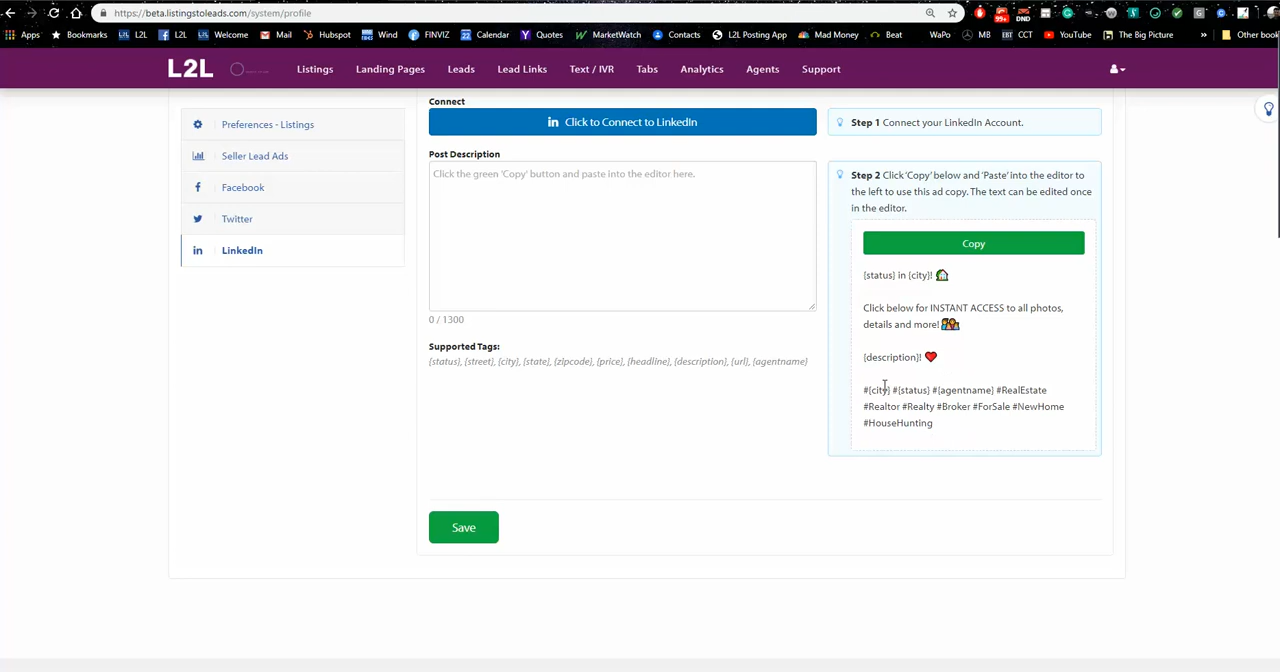 https://beta.listingstoleads.com/system/profile
99+
DND
Apps Bookmarks L2L L2L Welcome Mail Hubspot Wind FINVIZ Calendar Quotes MarketWatch Contacts L2L Posting App Mad Money Beat WaPo MB CCT YouTube The Big Picture » Other book
L2L Listings Landing Pages Leads Lead Links Text / IVR Tabs Analytics Agents Support
Preferences - Listings
Seller Lead Ads
Facebook
Twitter
LinkedIn
Connect
Click to Connect to LinkedIn
Step 1 Connect your LinkedIn Account.
Post Description
Click the green 'Copy' button and paste into the editor here.
0 / 1300
Supported Tags:
{status}, {street}, {city}, {state}, {zipcode}, {price}, {headline}, {description}, {url}, {agentname}
Step 2 Click 'Copy' below and 'Paste' into the editor to
the left to use this ad copy. The text can be edited once
in the editor.
Copy
{status} in {city}! 🏡
Click below for INSTANT ACCESS to all photos,
details and more! 👪
{description}! ❤️
#{city} #{status} #{agentname} #RealEstate
#Realtor #Realty #Broker #ForSale #NewHome
#HouseHunting
Save